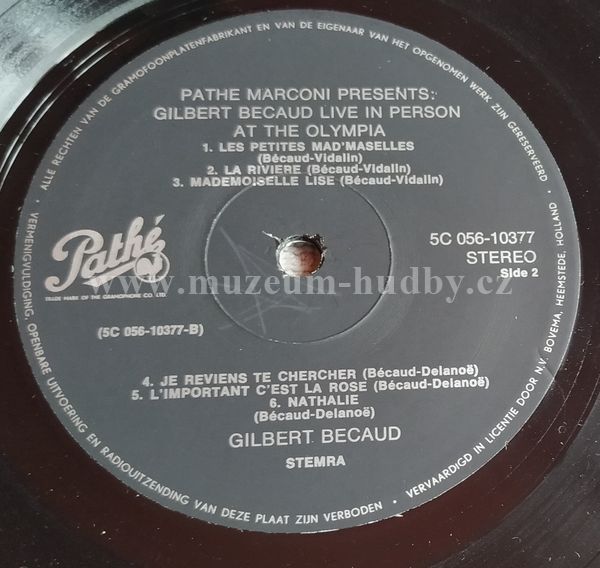 ALLE RECHTEN VAN DE GRAMOFOONPLATENFABRIKANT EN VAN DE EIGENAAR VAN HET OPGENOMEN WERK ZIJN GERESERVEERD
PATHE MARCONI PRESENTS:
GILBERT BECAUD LIVE IN PERSON
AT THE OLYMPIA
1. LES PETITES MAD'MASELLES
(Bécaud-Vidalin)
2. LA RIVIERE (Bécaud-Vidalin)
3. MADEMOISELLE LISE (Bécaud-Vidalin)
Pathé
TRADE MARK OF THE GRAMOPHONE CO. LTD.
5C 056-10377
STEREO
Side 2
www.muzeum-hudby.cz
(5C 056-10377-B)
4. JE REVIENS TE CHERCHER (Bécaud-Delanoë)
5. L'IMPORTANT C'EST LA ROSE (Bécaud-Delanoë)
6. NATHALIE
(Bécaud-Delanoë)
GILBERT BECAUD
STEMRA
VERMENIGVULDIGING, OPENBARE UITVOERING EN RADIOUITZENDING VAN DEZE PLAAT ZIJN VERBODEN • VERVAARDIGD IN LICENTIE DOOR N.V. BOVEMA, HEEMSTEDE, HOLLAND